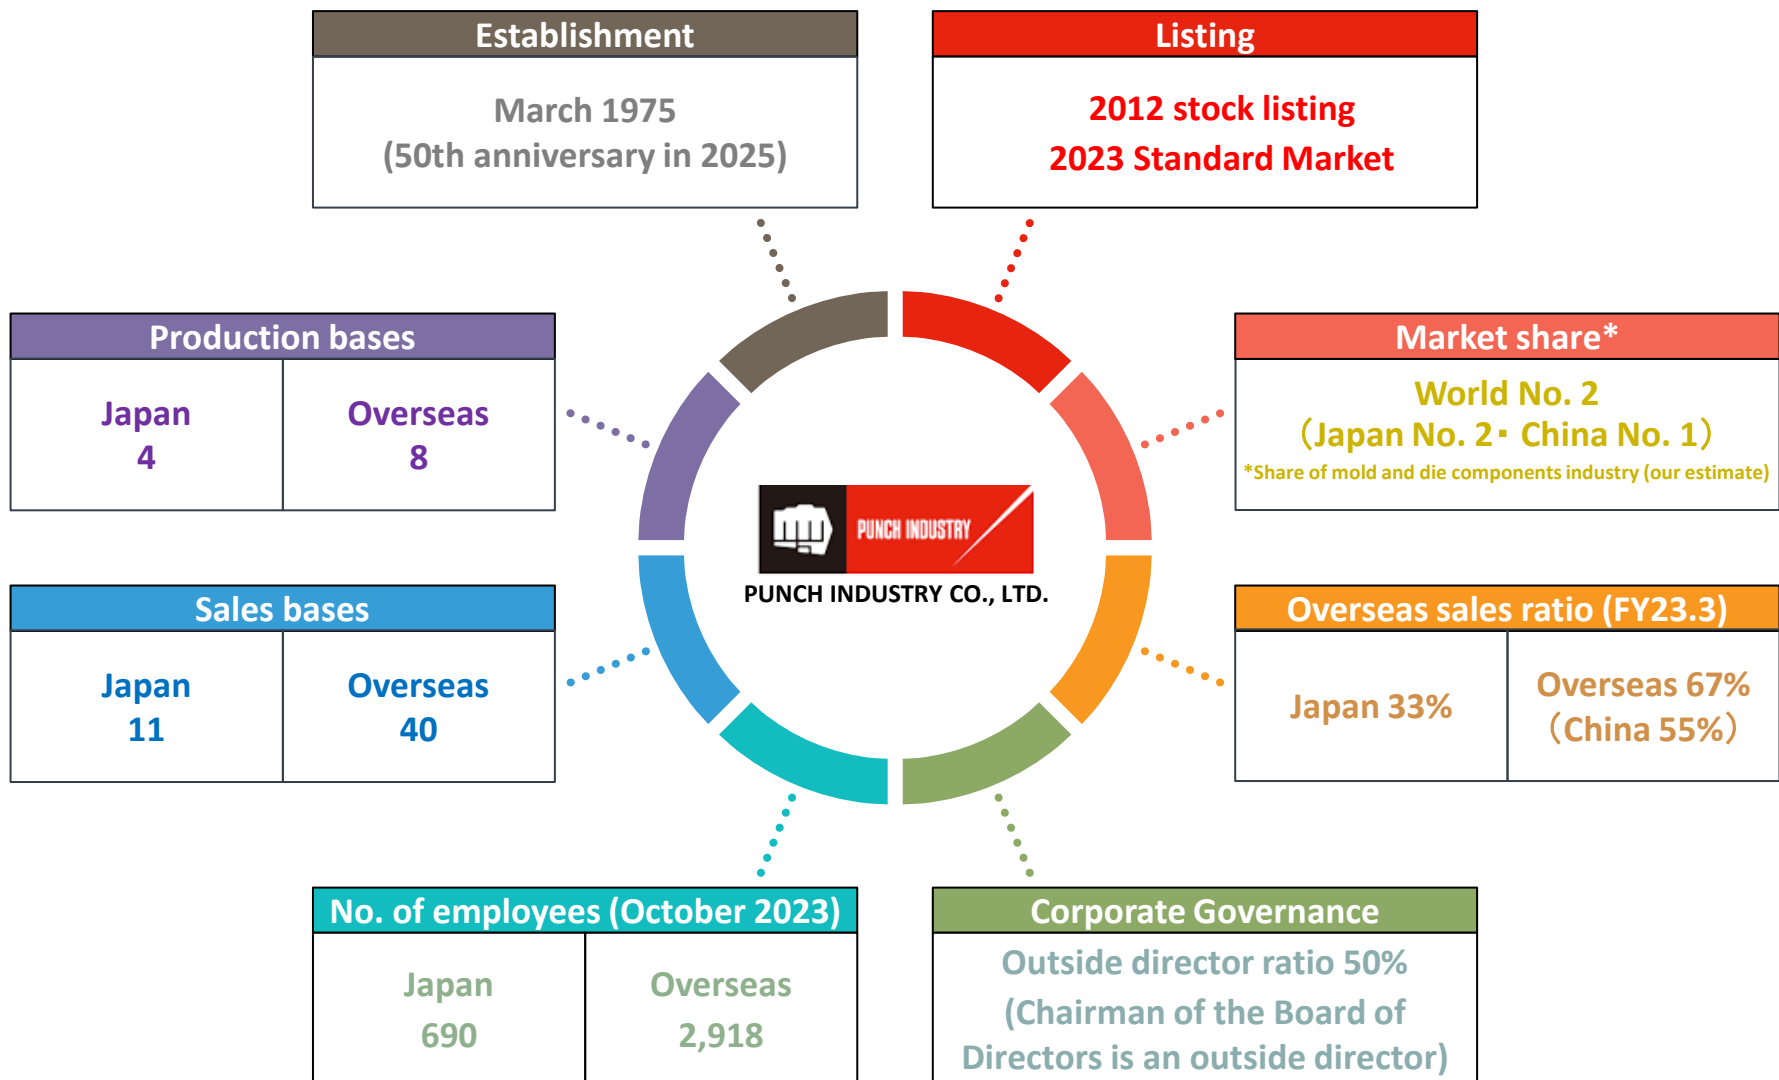 Establishment
March 1975
(50th anniversary in 2025)
Listing
2012 stock listing
2023 Standard Market
Production bases
Japan
4
Overseas
8
Market share*
World No. 2
（Japan No. 2・ China No. 1）
*Share of mold and die components industry (our estimate)
PUNCH INDUSTRY
PUNCH INDUSTRY CO., LTD.
Sales bases
Japan
11
Overseas
40
Overseas sales ratio (FY23.3)
Japan 33%
Overseas 67%
（China 55%）
No. of employees (October 2023)
Japan
690
Overseas
2,918
Corporate Governance
Outside director ratio 50%
(Chairman of the Board of
Directors is an outside director)